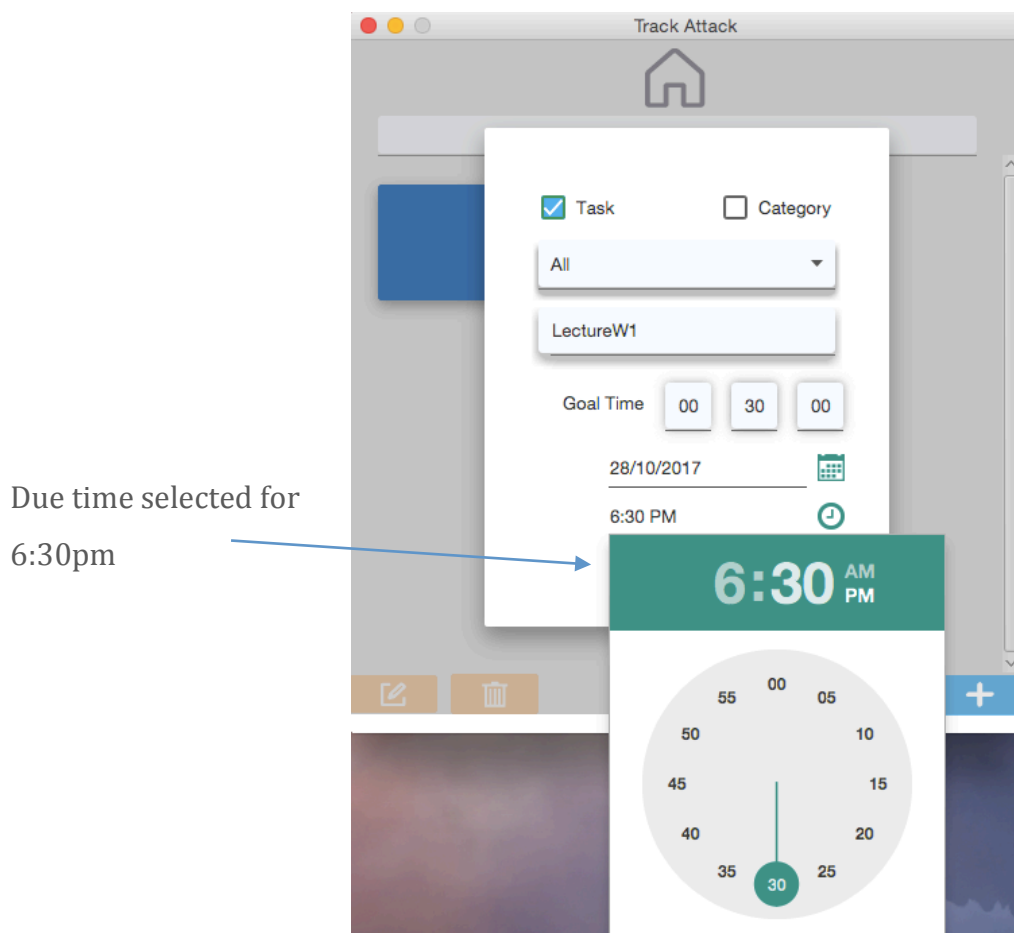 Track Attack
Task
Category
All
LectureW1
Goal Time 00 30 00
28/10/2017
6:30 PM
Due time selected for
6:30pm
6:30 AM
PM
00
55 05
50 10
45 15
40 20
35 25
30